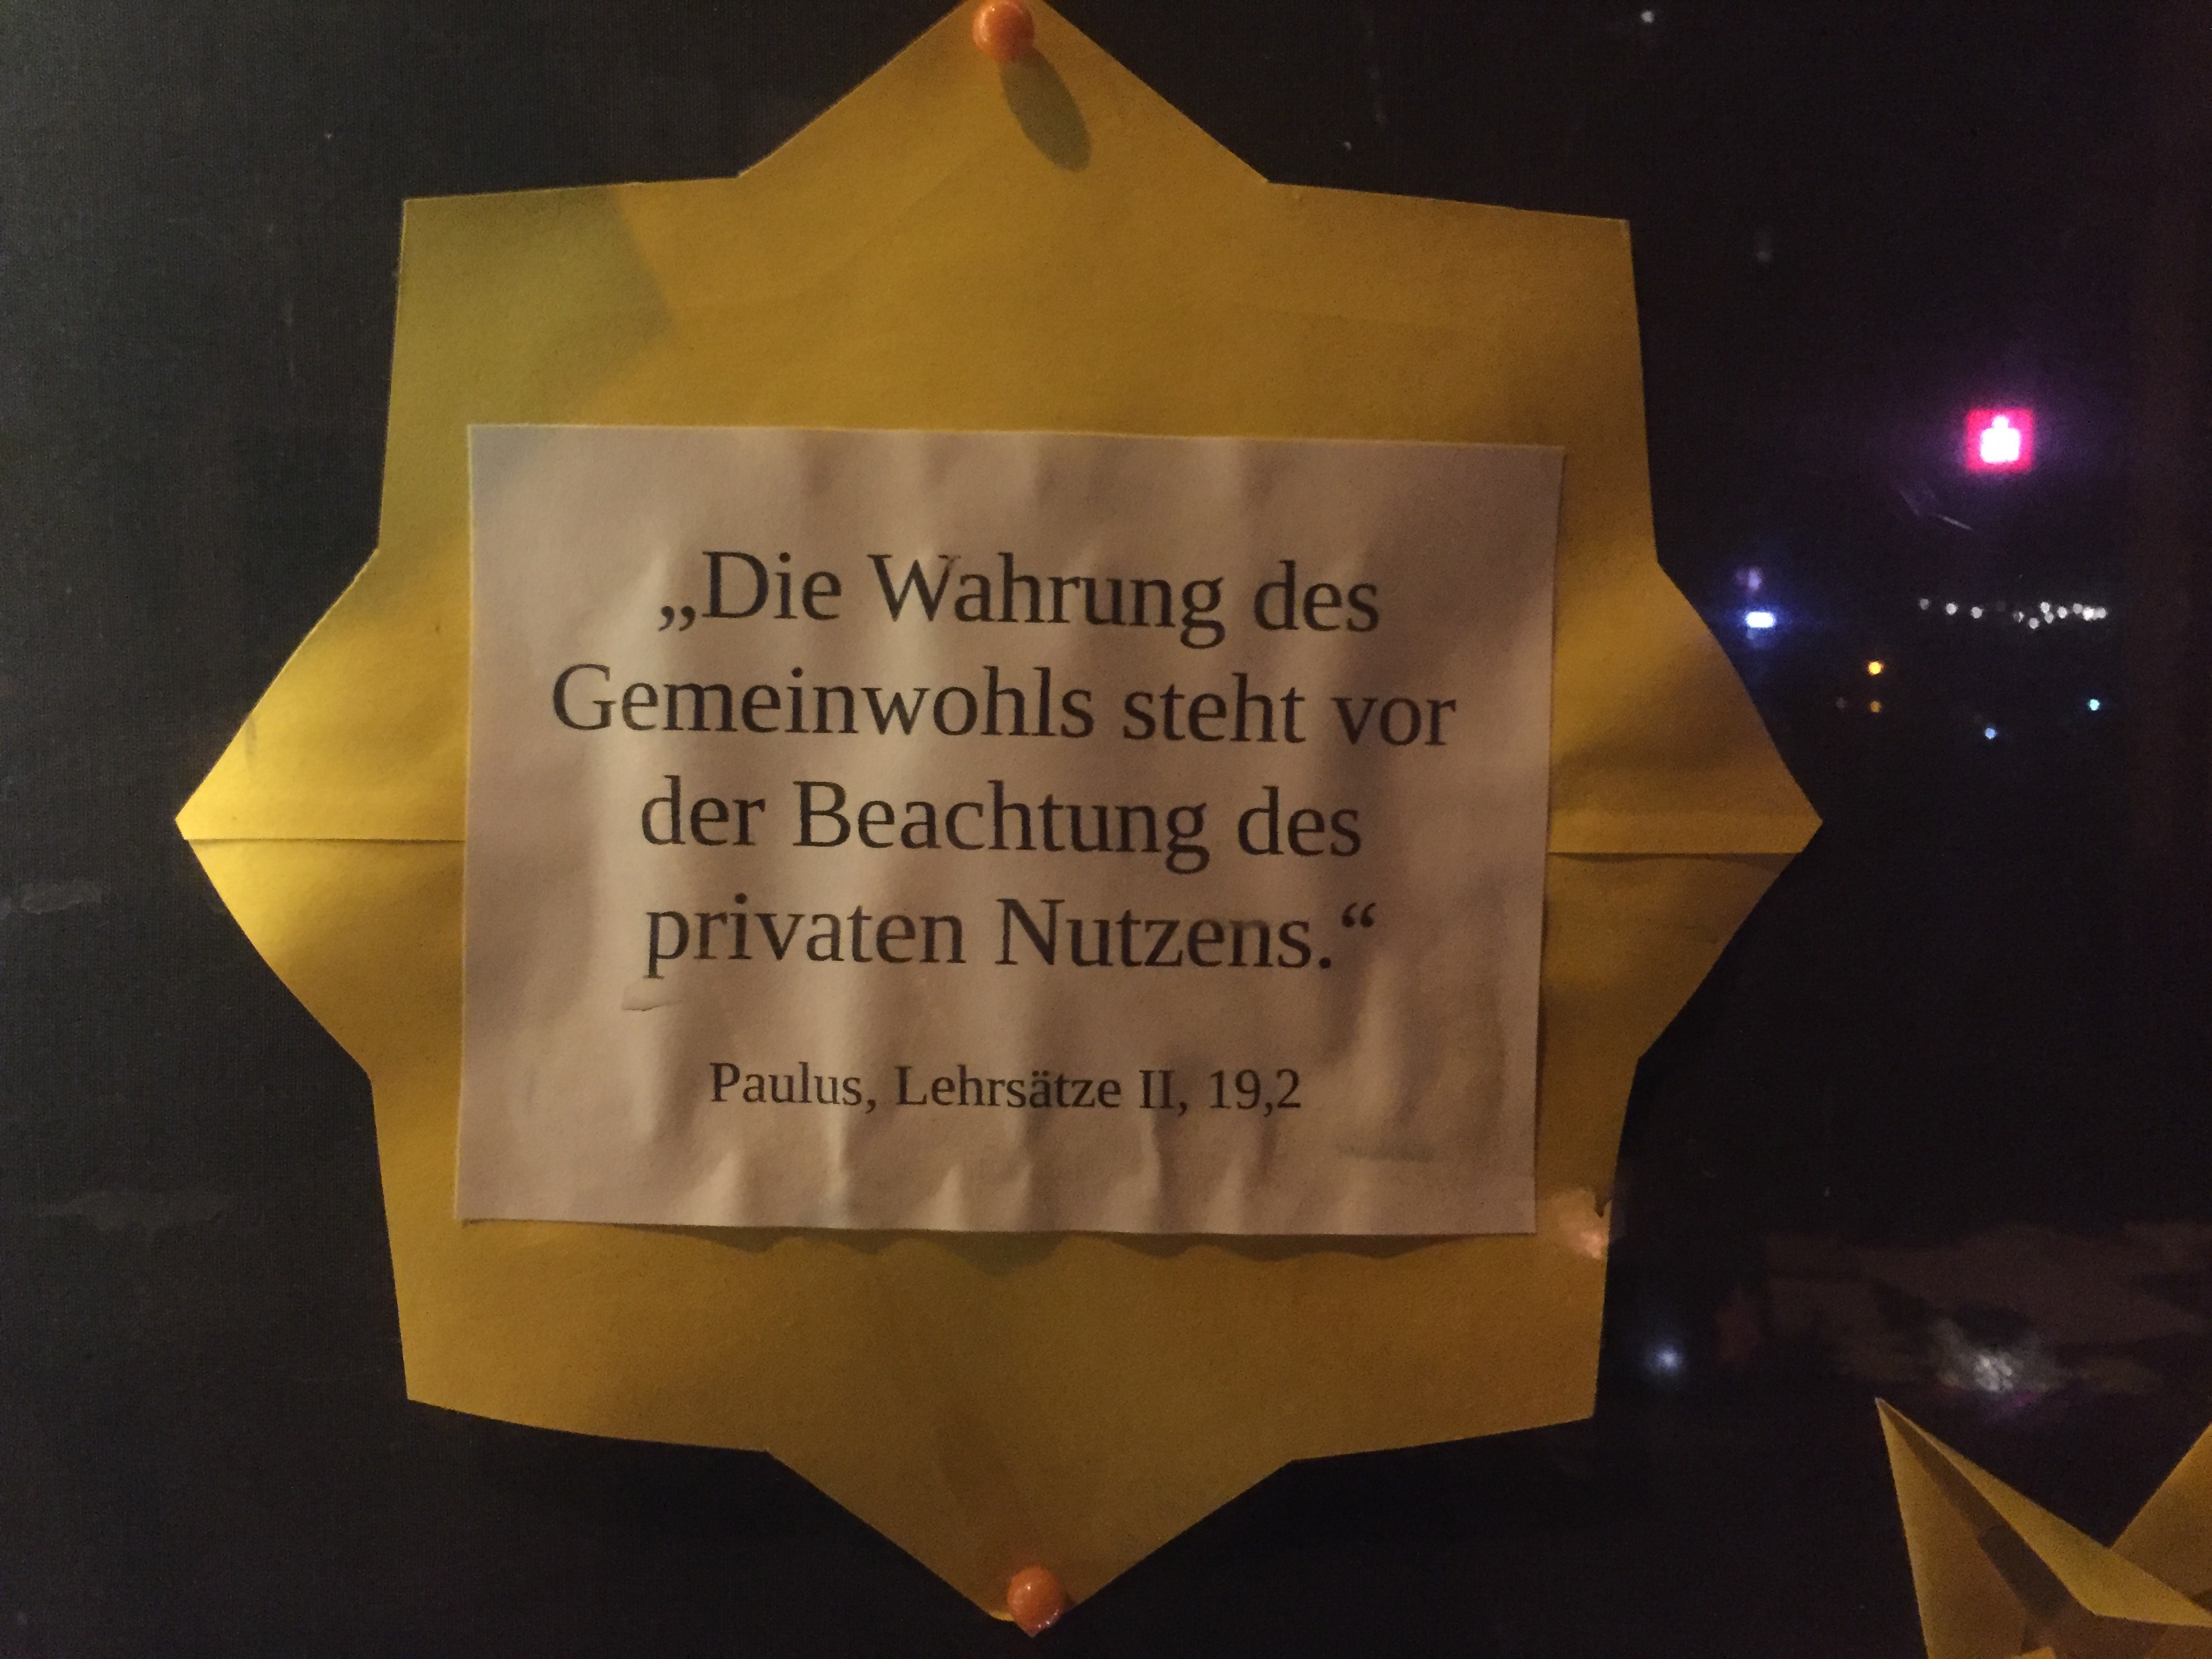 „Die Wahrung des
Gemeinwohls steht vor
der Beachtung des
privaten Nutzens.“
Paulus, Lehrsätze II, 19,2